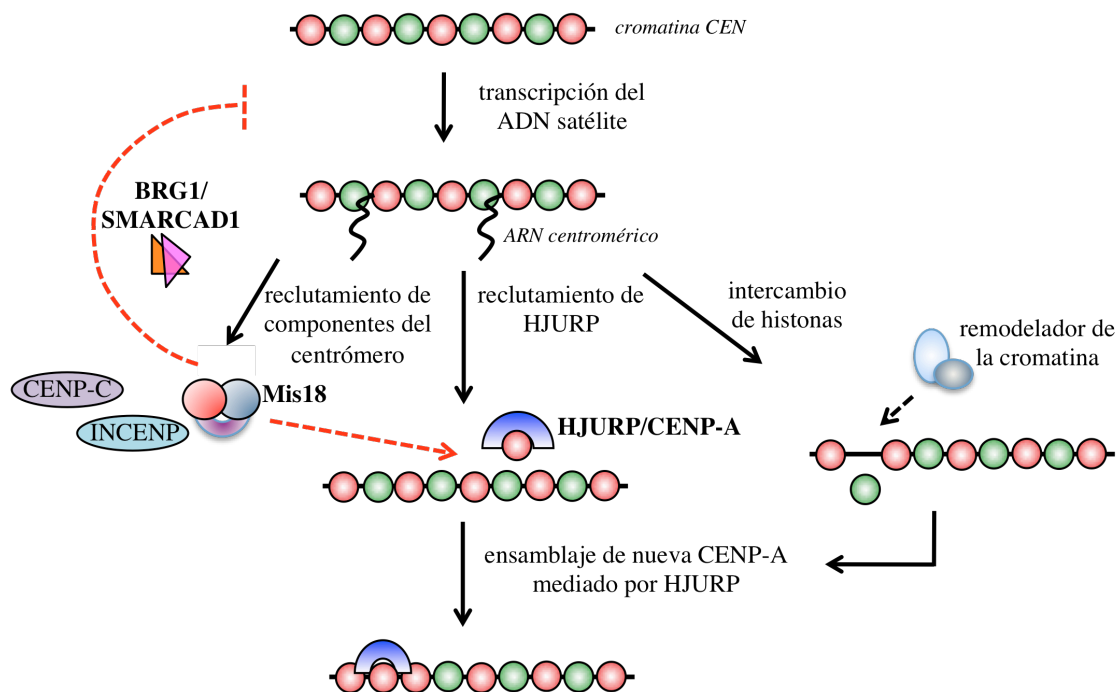 cromatina CEN
transcripción del
ADN satélite
BRG1/
SMARCAD1
ARN centromérico
reclutamiento de
componentes del
centrómero
reclutamiento de
HJURP
intercambio
de histonas
remodelador de
la cromatina
CENP-C
Mis18
INCENP
HJURP/CENP-A
ensamblaje de nueva CENP-A
mediado por HJURP